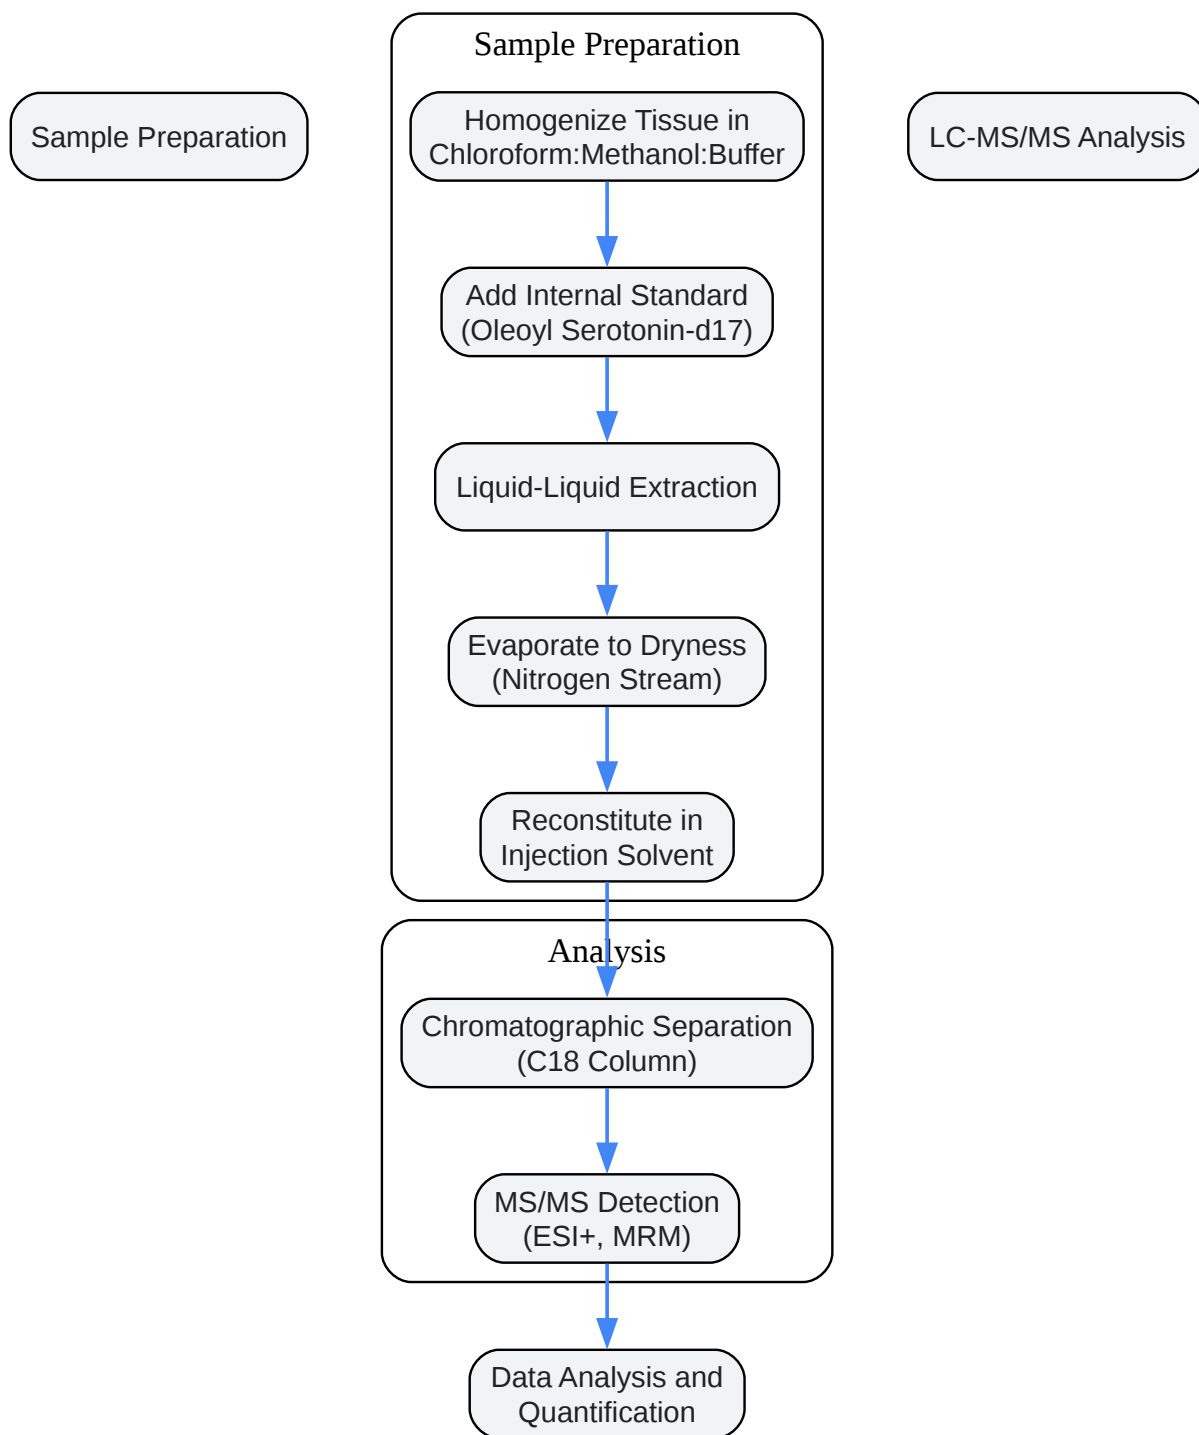 Sample Preparation
Sample Preparation
Homogenize Tissue in
Chloroform:Methanol:Buffer
LC-MS/MS Analysis
Add Internal Standard
(Oleoyl Serotonin-d17)
Liquid-Liquid Extraction
Evaporate to Dryness
(Nitrogen Stream)
Reconstitute in
Injection Solvent
Analysis
Chromatographic Separation
(C18 Column)
MS/MS Detection
(ESI+, MRM)
Data Analysis and
Quantification